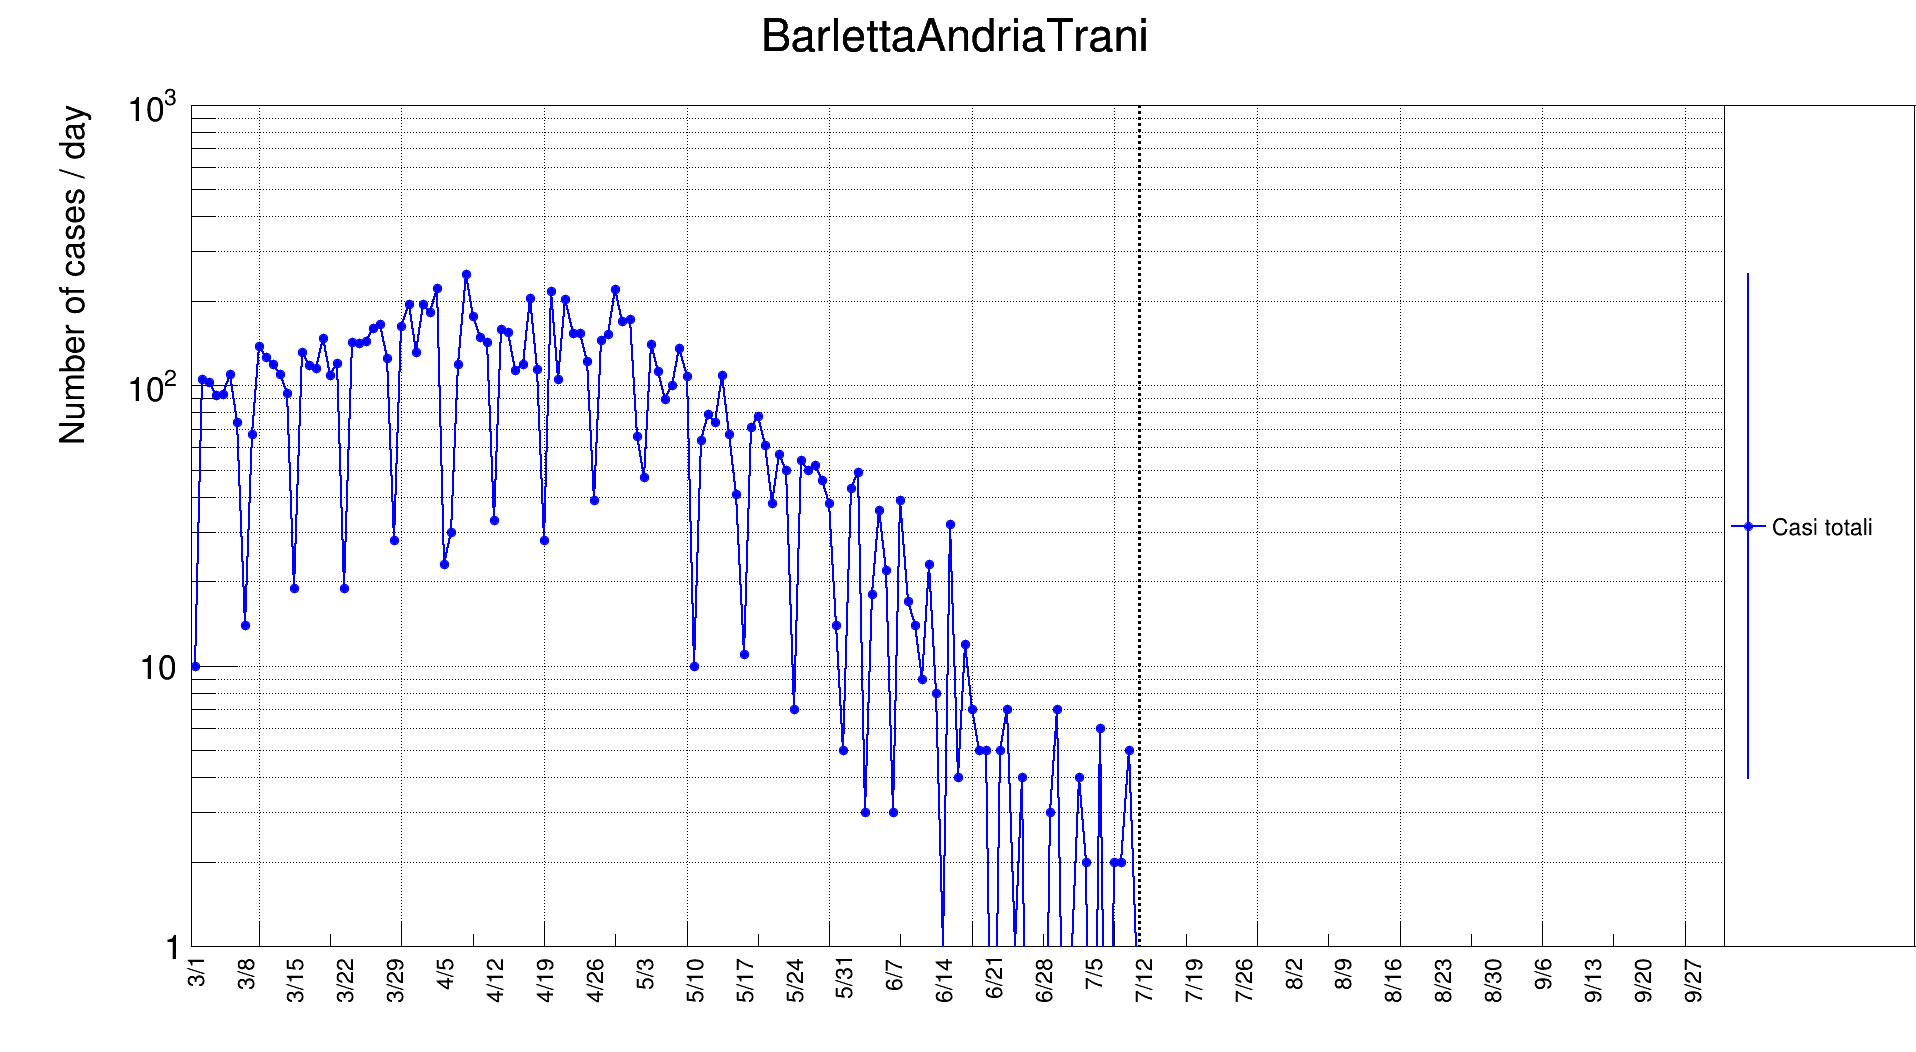 BarlettaAndriaTrani
Number of cases / day
10³
10²
10
1
3/1 3/8 3/15 3/22 3/29 4/5 4/12 4/19 4/26 5/3 5/10 5/17 5/24 5/31 6/7 6/14 6/21 6/28 7/5 7/12 7/19 7/26 8/2 8/9 8/16 8/23 8/30 9/6 9/13 9/20 9/27
Casi totali